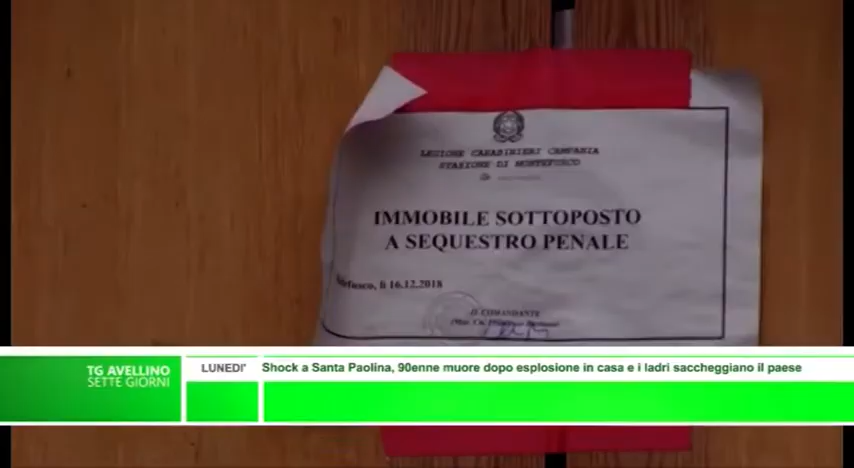 LEGIONE CARABINIERI CAMPANIA
STAZIONE DI MONTEFUSCO
IMMOBILE SOTTOPOSTO
A SEQUESTRO PENALE
li 16.12.2018
IL COMANDANTE
TG AVELLINO
SETTE GIORNI
LUNEDI'
Shock a Santa Paolina, 90enne muore dopo esplosione in casa e i ladri saccheggiano il paese